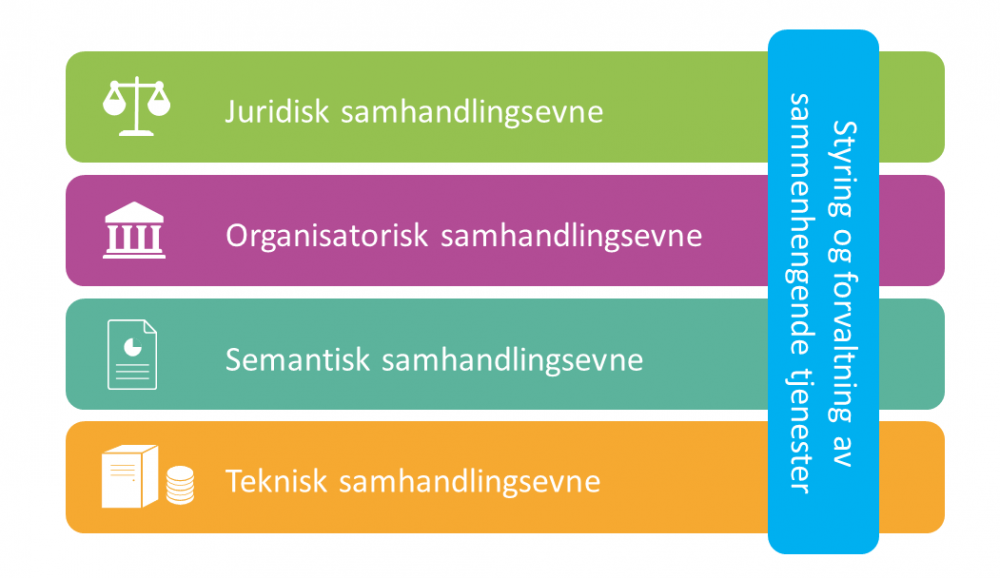 Juridisk samhandlingsevne
Organisatorisk samhandlingsevne
Semantisk samhandlingsevne
Teknisk samhandlingsevne
Styring og forvaltning av
sammenhengende tjenester